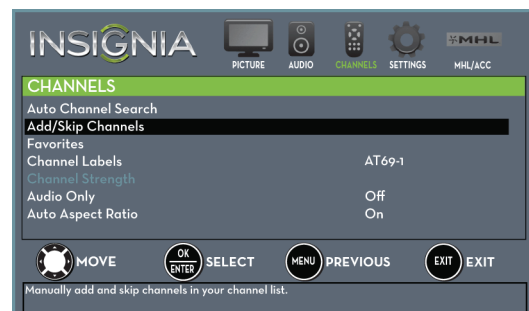 INSIGNIA
PICTURE AUDIO CHANNELS SETTINGS MHL MHL/ACC
CHANNELS
Auto Channel Search
Add/Skip Channels
Favorites
Channel Labels AT69-1
Channel Strength
Audio Only Off
Auto Aspect Ratio On
MOVE OK ENTER SELECT MENU PREVIOUS EXIT EXIT
Manually add and skip channels in your channel list.